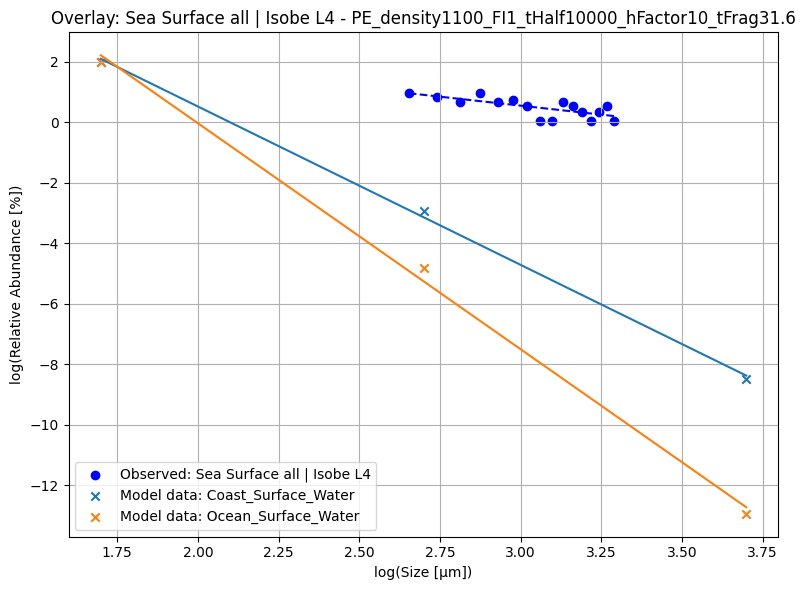 Overlay: Sea Surface all | Isobe L4 - PE_density1100_FI1_tHalf10000_hFactor10_tFrag31.6
2
0
−2
−4
−6
−8
−10
−12
log(Relative Abundance [%])
Observed: Sea Surface all | Isobe L4
Model data: Coast_Surface_Water
Model data: Ocean_Surface_Water
1.75 2.00 2.25 2.50 2.75 3.00 3.25 3.50 3.75
log(Size [µm])